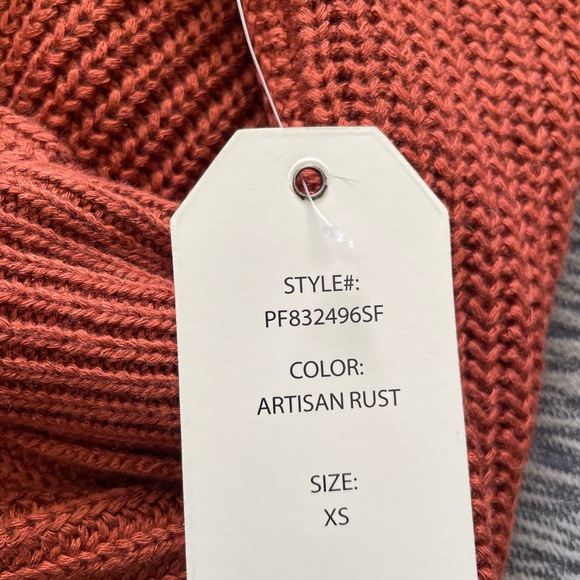 STYLE#:
PF832496SF
COLOR:
ARTISAN RUST
SIZE:
XS